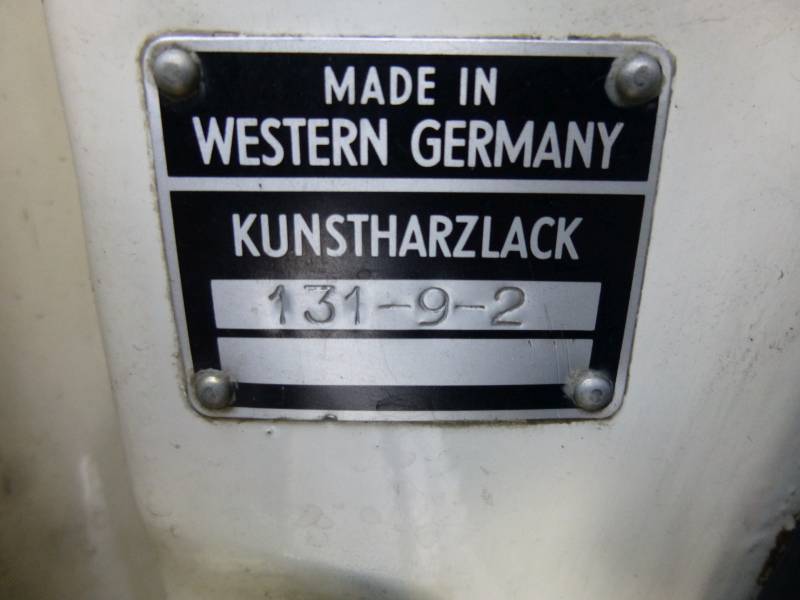 MADE IN
WESTERN GERMANY
KUNSTHARZLACK
131-9-2